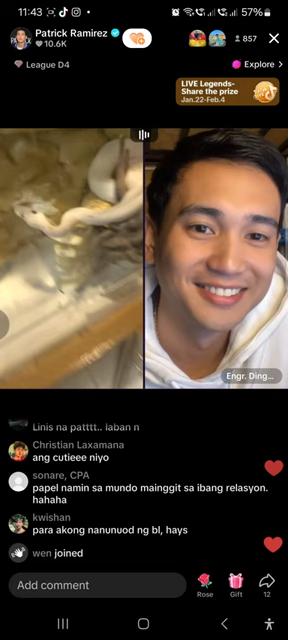 11:43
57%
Patrick Ramirez
10.6K
857
League D4
Explore >
LIVE Legends-
Share the prize
Jan.22-Feb.4
Engr. Ding...
Linis na patttt.. laban n
Christian Laxamana
ang cutieee niyo
sonare, CPA
papel namin sa mundo mainggit sa ibang relasyon.
hahaha
kwishan
para akong nanunuod ng bl, hays
wen joined
Add comment
Rose
Gift
12